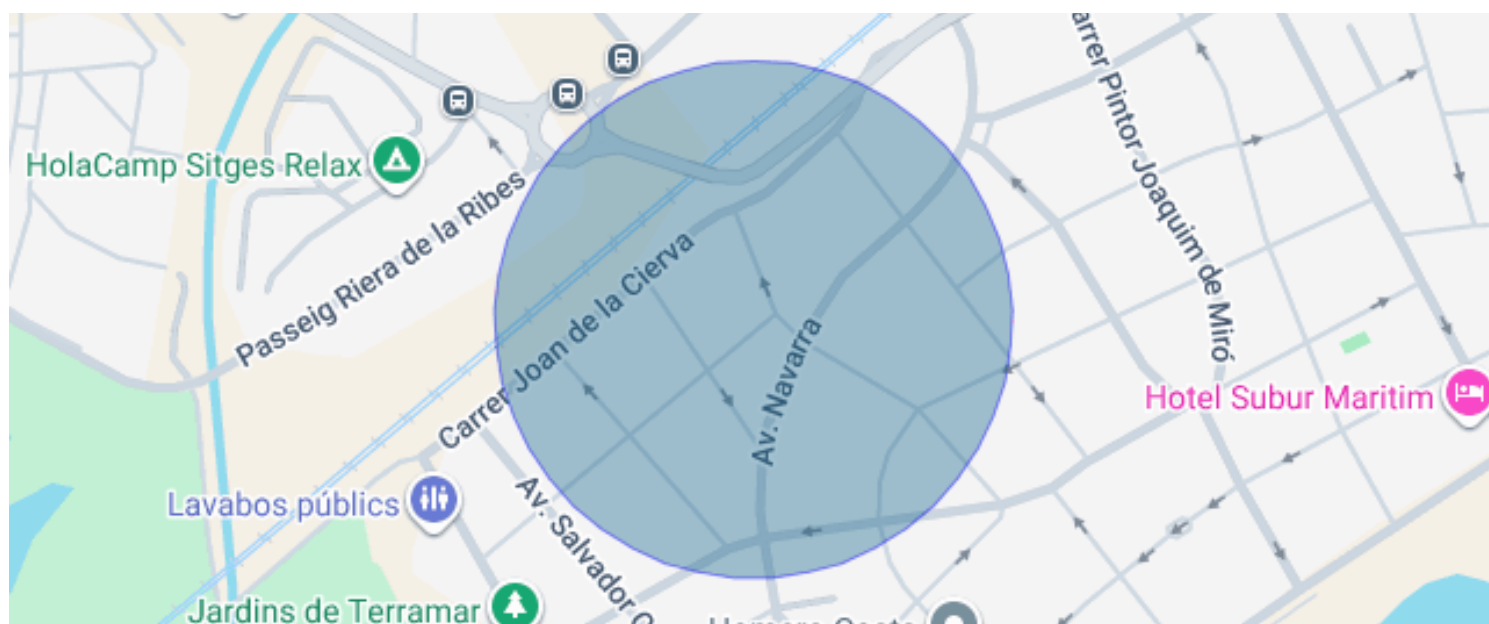 arrer Pintor Joaquim de Miró
HolaCamp Sitges Relax
Passeig Riera de la Ribes
Carrer Joan de la Cierva
Av. Navarra
Hotel Subur Maritim
Lavabos públics
Av. Salvador
Jardins de Terramar